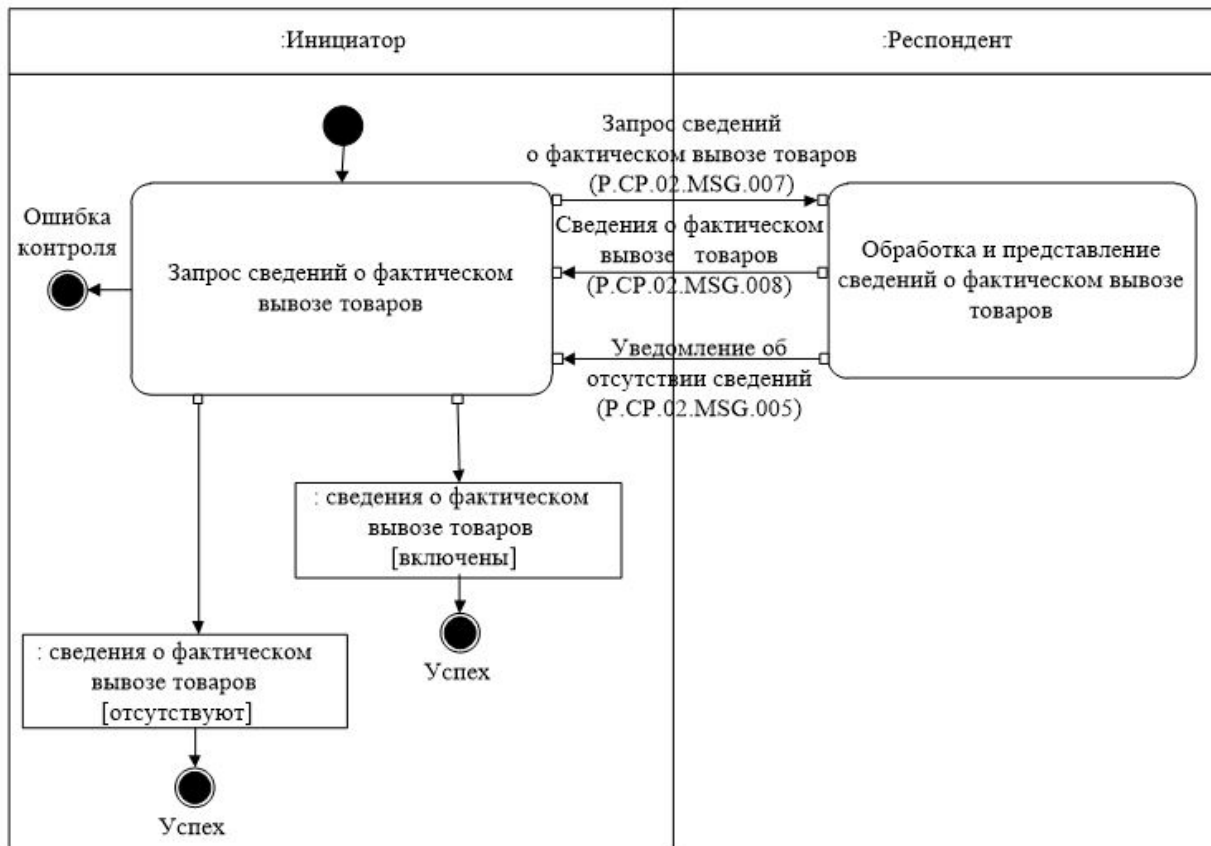 :Инициатор
:Респондент
Запрос сведений
о фактическом вывозе товаров
(P.CP.02.MSG.007)
Ошибка
контроля
Запрос сведений о фактическом
вывозе товаров
Сведения о фактическом
вывозе товаров
(P.CP.02.MSG.008)
Обработка и представление
сведений о фактическом вывозе
товаров
Уведомление об
отсутствии сведений
(P.CP.02.MSG.005)
: сведения о фактическом
вывозе товаров
[включены]
Успех
: сведения о фактическом
вывозе товаров
[отсутствуют]
Успех